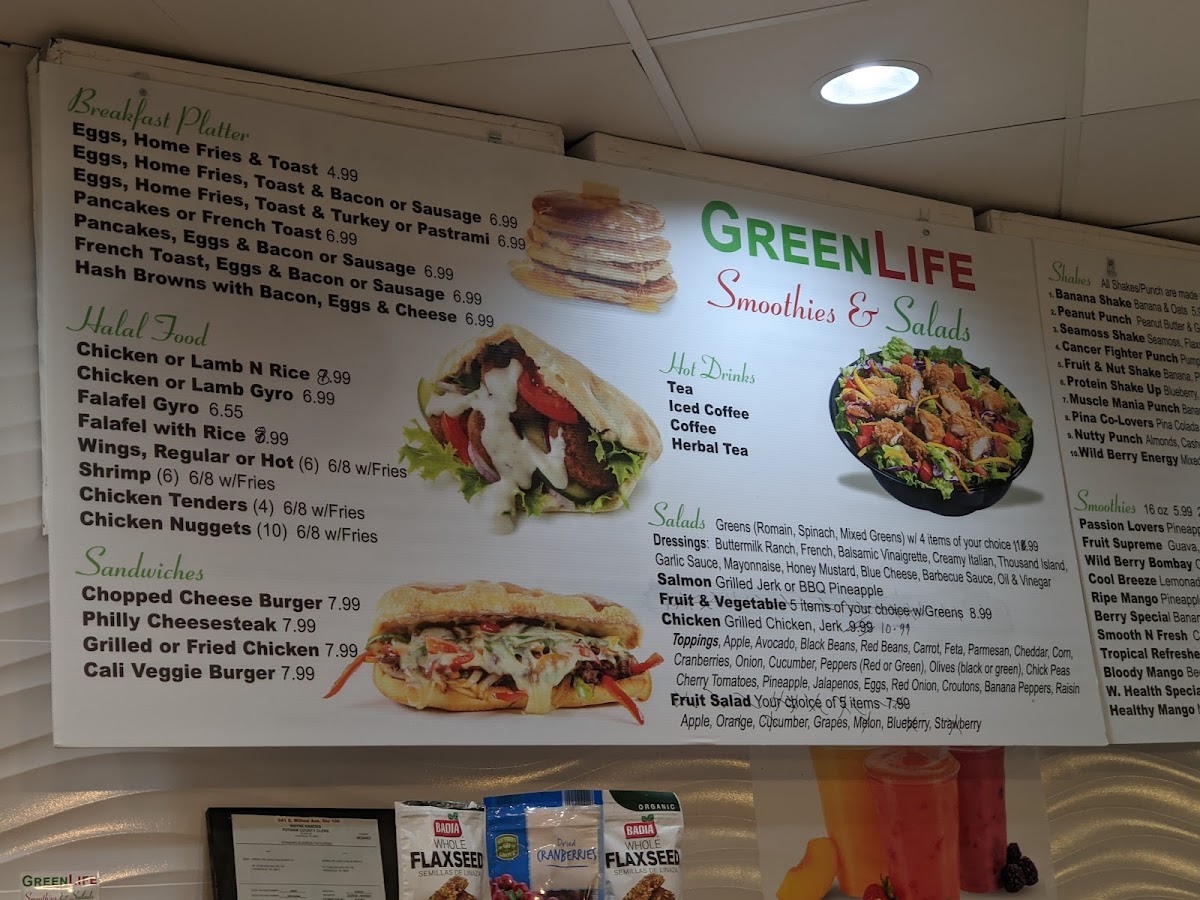 Breakfast Platter
Eggs, Home Fries & Toast 4.99
Eggs, Home Fries, Toast & Bacon or Sausage 6.99
Eggs, Home Fries, Toast & Turkey or Pastrami 6.99
Pancakes or French Toast 6.99
Pancakes, Eggs & Bacon or Sausage 6.99
French Toast, Eggs & Bacon or Sausage 6.99
Hash Browns with Bacon, Eggs & Cheese 6.99
Halal Food
Chicken or Lamb N Rice 8.99
Chicken or Lamb Gyro 6.99
Falafel Gyro 6.55
Falafel with Rice 8.99
Wings, Regular or Hot (6) 6/8 w/Fries
Shrimp (6) 6/8 w/Fries
Chicken Tenders (4) 6/8 w/Fries
Chicken Nuggets (10) 6/8 w/Fries
Sandwiches
Chopped Cheese Burger 7.99
Philly Cheesesteak 7.99
Grilled or Fried Chicken 7.99
Cali Veggie Burger 7.99
GREENLIFE
Smoothies & Salads
Hot Drinks
Tea
Iced Coffee
Coffee
Herbal Tea
Salads Greens (Romain, Spinach, Mixed Greens) w/ 4 items of your choice
Dressings: Buttermilk Ranch, French, Balsamic Vinaigrette, Creamy Italian, Thousand Island,
Garlic Sauce, Mayonnaise, Honey Mustard, Blue Cheese, Barbecue Sauce, Oil & Vinegar
Salmon Grilled Jerk or BBQ Pineapple
Fruit & Vegetable 5 items of your choice w/Greens 8.99
Chicken Grilled Chicken, Jerk 9.99 10.99
Toppings, Apple, Avocado, Black Beans, Red Beans, Carrot, Feta, Parmesan, Cheddar, Corn,
Cranberries, Onion, Cucumber, Peppers (Red or Green), Olives (black or green), Chick Peas
Cherry Tomatoes, Pineapple, Jalapenos, Eggs, Red Onion, Croutons, Banana Peppers, Raisin
Fruit Salad Your choice of 5 items 7.99
Apple, Orange, Cucumber, Grapes, Melon, Blueberry, Strawberry
Shakes All Shakes/Punch are made
1. Banana Shake Banana & Oats
2. Peanut Punch Peanut Butter &
3. Seamoss Shake Seamoss, Flax
4. Cancer Fighter Punch
5. Fruit & Nut Shake Banana,
6. Protein Shake Up Blueberry,
7. Muscle Mania Punch
8. Pina Co-Lovers Pina Colada
9. Nutty Punch Almonds,
10. Wild Berry Energy
Smoothies 16 oz 5.99
Passion Lovers
Fruit Supreme Guava,
Wild Berry Bombay
Cool Breeze Lemonade
Ripe Mango
Berry Special
Smooth N Fresh
Tropical
Bloody Mango
W. Health
Healthy Mango
BADIA
WHOLE
FLAXSEED
SEMILLAS DE LINAZA
Dried
CRANBERRIES
ORGANIC
BADIA
WHOLE
FLAXSEED
SEMILLAS DE LINAZA
GREENLIFE
Smoothies & Salads